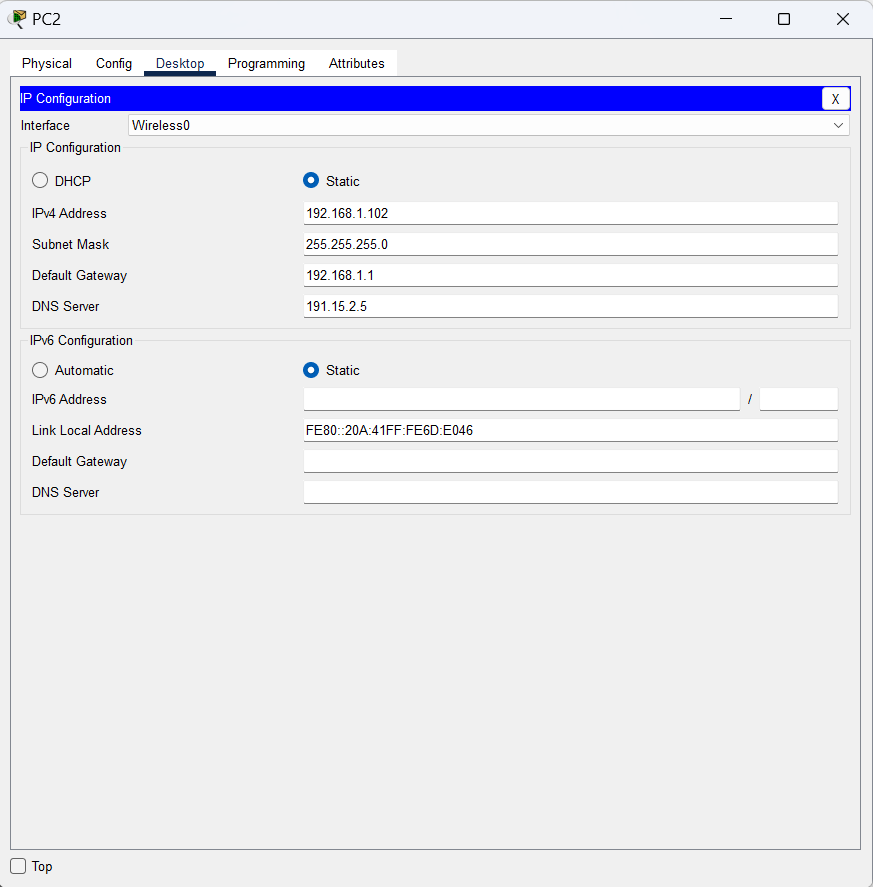 PC2
Physical Config Desktop Programming Attributes
IP Configuration X
Interface Wireless0
IP Configuration
DHCP Static
IPv4 Address 192.168.1.102
Subnet Mask 255.255.255.0
Default Gateway 192.168.1.1
DNS Server 191.15.2.5
IPv6 Configuration
Automatic Static
IPv6 Address /
Link Local Address FE80::20A:41FF:FE6D:E046
Default Gateway
DNS Server
Top